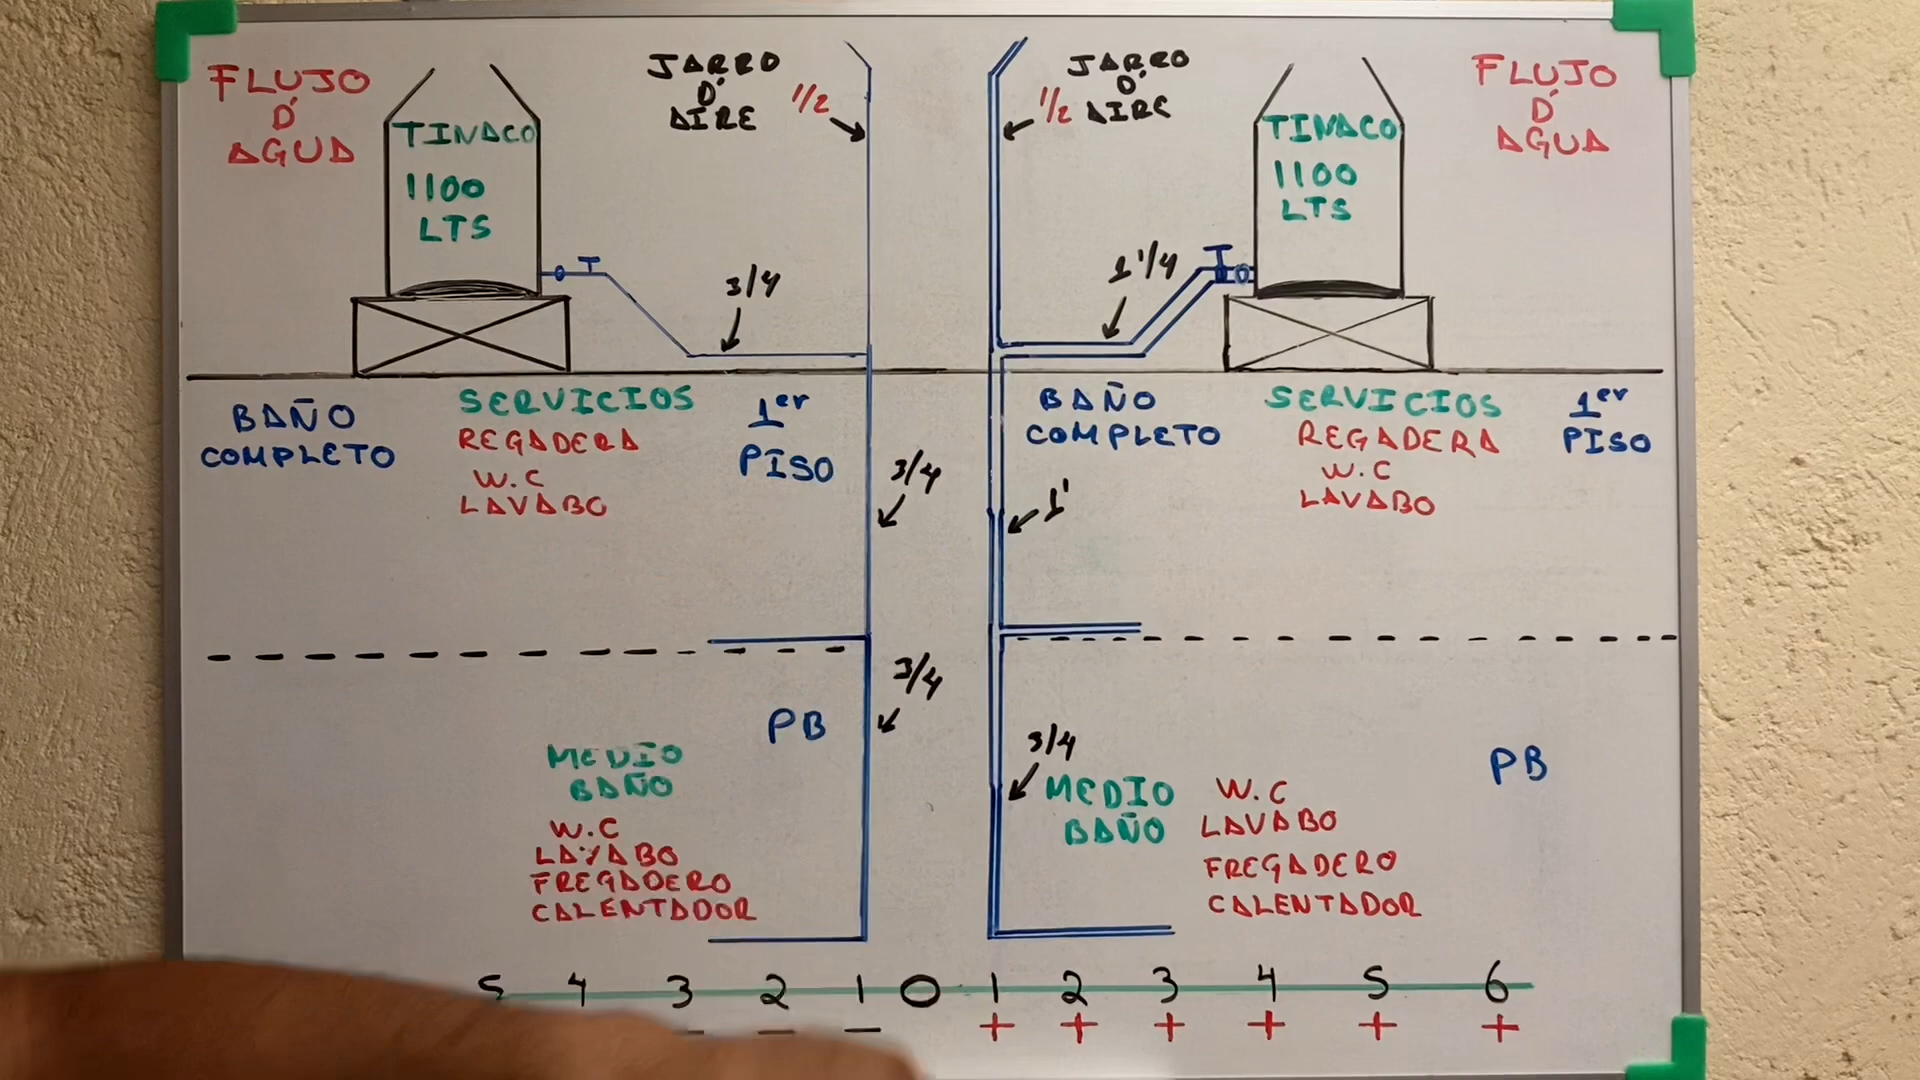 FLUJO
D'
AGUA
TINACO
1100
LTS
JARRO
D'
AIRE
1/2
3/4
BAÑO
COMPLETO
SERVICIOS
REGADERA
W.C
LAVABO
1er
PISO
3/4
3/4
PB
MEDIO
BAÑO
W.C
LAVABO
FREGADERO
CALENTADOR
JARRO
D'
1/2 AIRE
TINACO
1100
LTS
FLUJO
D'
AGUA
1 1/4
BAÑO
COMPLETO
SERVICIOS
REGADERA
W.C
LAVABO
1er
PISO
1'
3/4
MEDIO
BAÑO
W.C
LAVABO
FREGADERO
CALENTADOR
PB
5 4 3 2 1 0 1 2 3 4 5 6
- - - + + + + + +